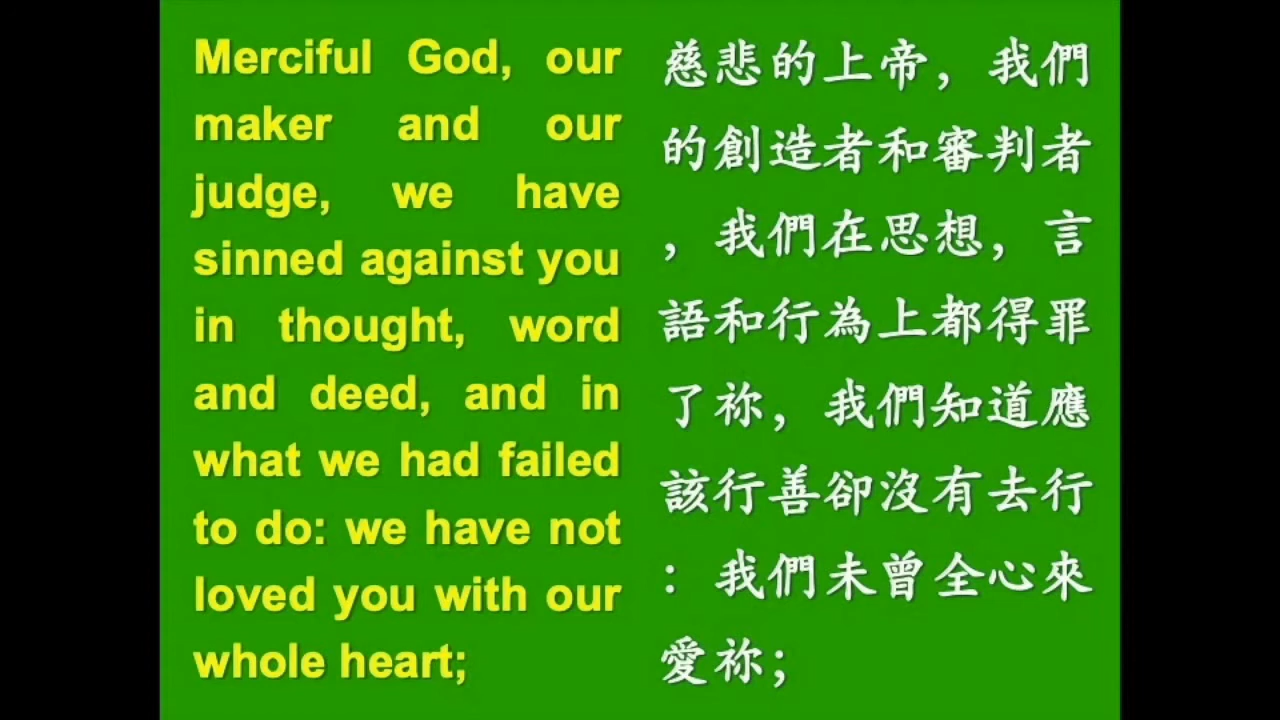 Merciful God, our
maker and our
judge, we have
sinned against you
in thought, word
and deed, and in
what we had failed
to do: we have not
loved you with our
whole heart;
慈悲的上帝，我們
的創造者和審判者
，我們在思想，言
語和行為上都得罪
了祢，我們知道應
該行善卻沒有去行
：我們未曾全心來
愛祢；